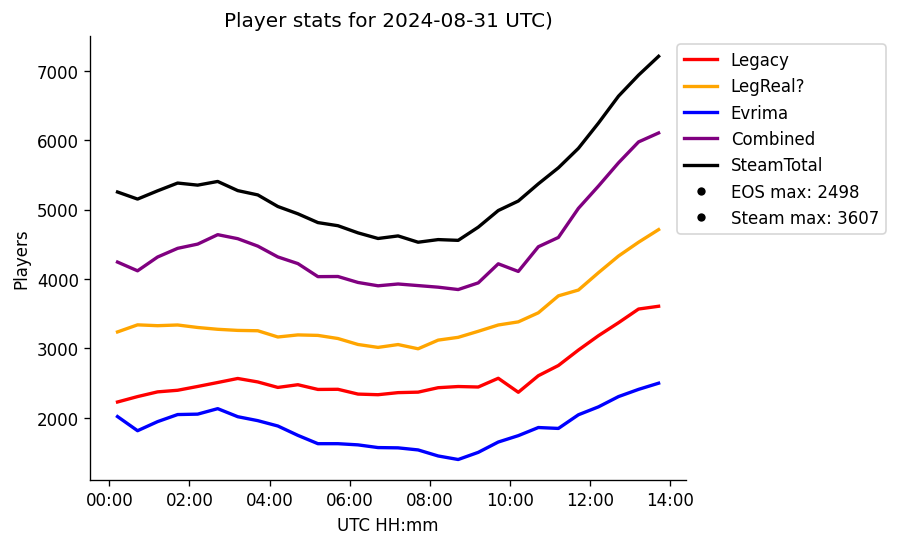 Player stats for 2024-08-31 UTC)
7000
6000
5000
4000
3000
2000
Players
00:00 02:00 04:00 06:00 08:00 10:00 12:00 14:00
UTC HH:mm
Legacy
LegReal?
Evrima
Combined
SteamTotal
EOS max: 2498
Steam max: 3607